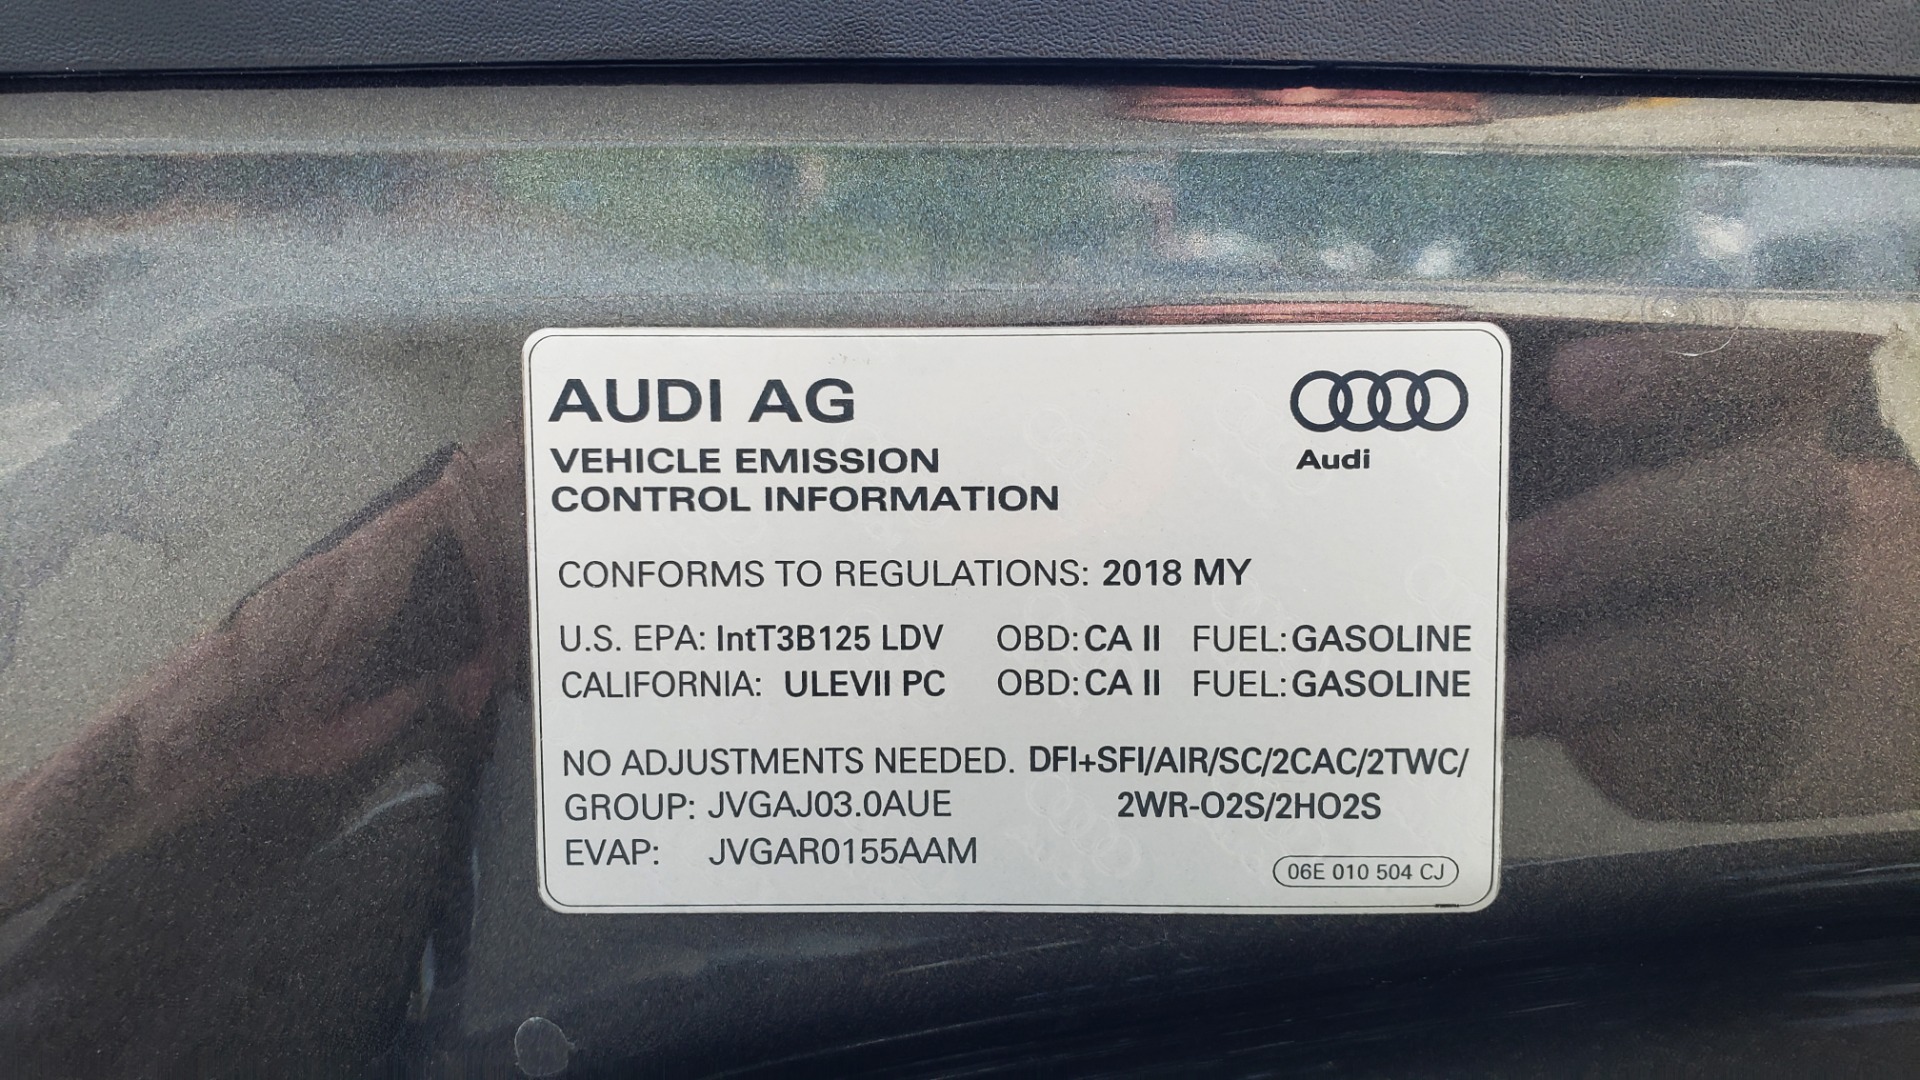 AUDI AG
Audi
VEHICLE EMISSION
CONTROL INFORMATION
CONFORMS TO REGULATIONS: 2018 MY
U.S. EPA: IntT3B125 LDV OBD: CA II FUEL: GASOLINE
CALIFORNIA: ULEVII PC OBD: CA II FUEL: GASOLINE
NO ADJUSTMENTS NEEDED. DFI+SFI/AIR/SC/2CAC/2TWC/
GROUP: JVGAJ03.0AUE 2WR-O2S/2HO2S
EVAP: JVGAR0155AAM
06E 010 504 CJ